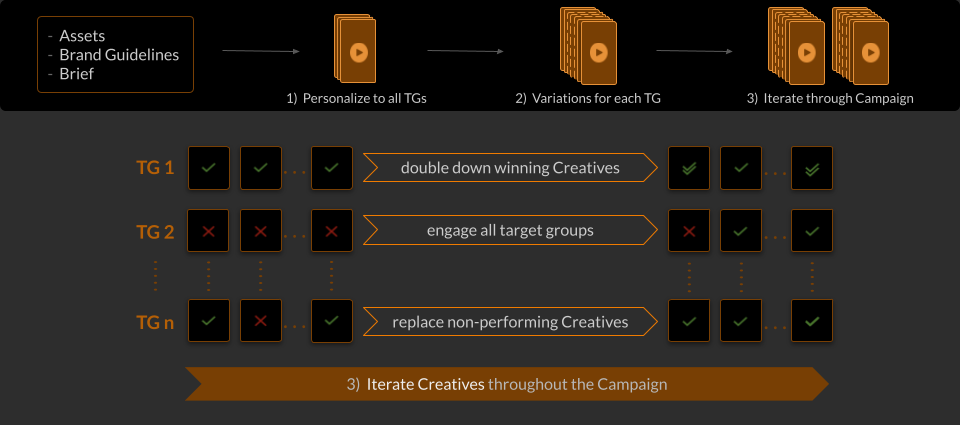 - Assets
- Brand Guidelines
- Brief
1) Personalize to all TGs
2) Variations for each TG
3) Iterate through Campaign
TG 1
double down winning Creatives
TG 2
engage all target groups
TG n
replace non-performing Creatives
3) Iterate Creatives throughout the Campaign